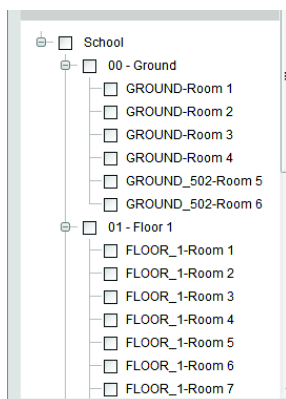 School
00 - Ground
GROUND-Room 1
GROUND-Room 2
GROUND-Room 3
GROUND-Room 4
GROUND_502-Room 5
GROUND_502-Room 6
01 - Floor 1
FLOOR_1-Room 1
FLOOR_1-Room 2
FLOOR_1-Room 3
FLOOR_1-Room 4
FLOOR_1-Room 5
FLOOR_1-Room 6
FLOOR_1-Room 7